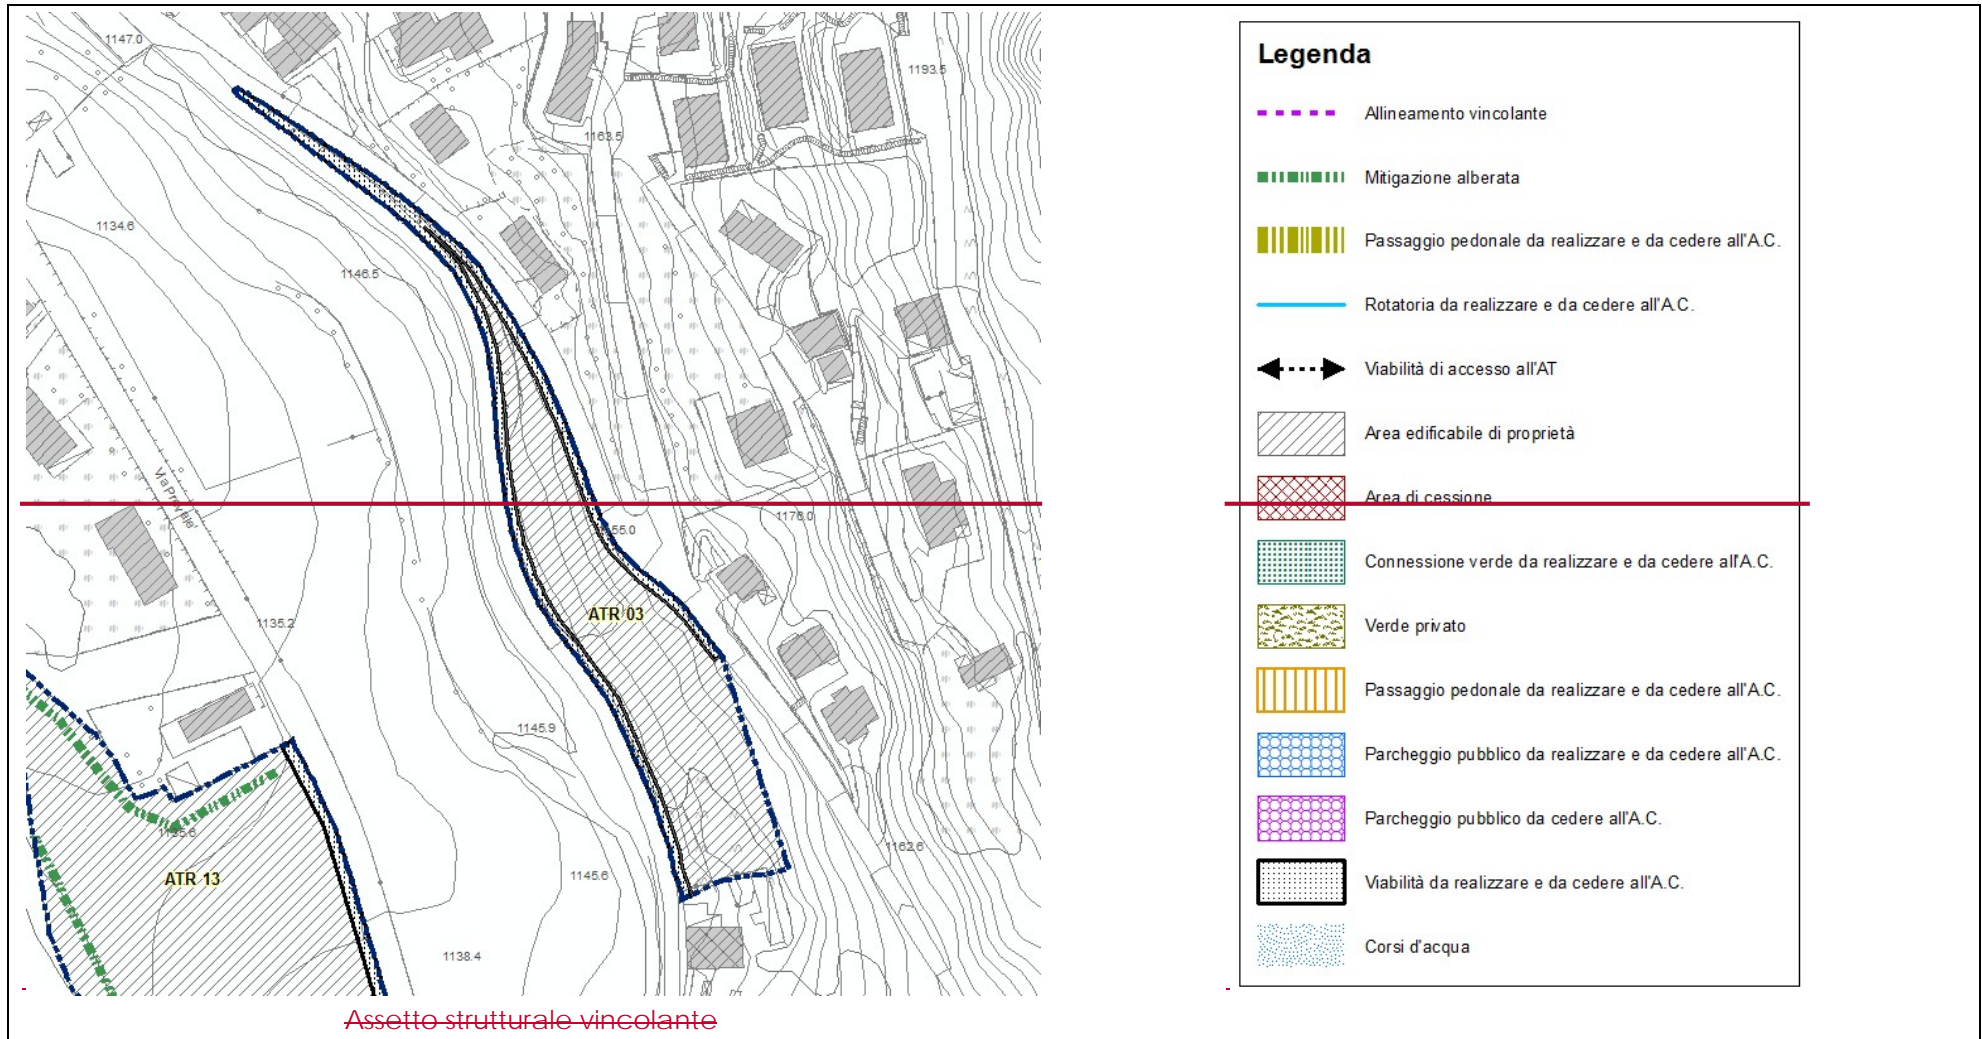 1147.0
1193.5
1163.5
1134.6
1146.5
1176.0
55.0
ATR 03
1135.2
1145.9
1135.6
ATR 13
1162.6
1145.6
1138.4
Assetto strutturale vincolante
Legenda
Allineamento vincolante
Mitigazione alberata
Passaggio pedonale da realizzare e da cedere all'A.C.
Rotatoria da realizzare e da cedere all'A.C.
Viabilità di accesso all'AT
Area edificabile di proprietà
Area di cessione
Connessione verde da realizzare e da cedere all'A.C.
Verde privato
Passaggio pedonale da realizzare e da cedere all'A.C.
Parcheggio pubblico da realizzare e da cedere all'A.C.
Parcheggio pubblico da cedere all'A.C.
Viabilità da realizzare e da cedere all'A.C.
Corsi d'acqua